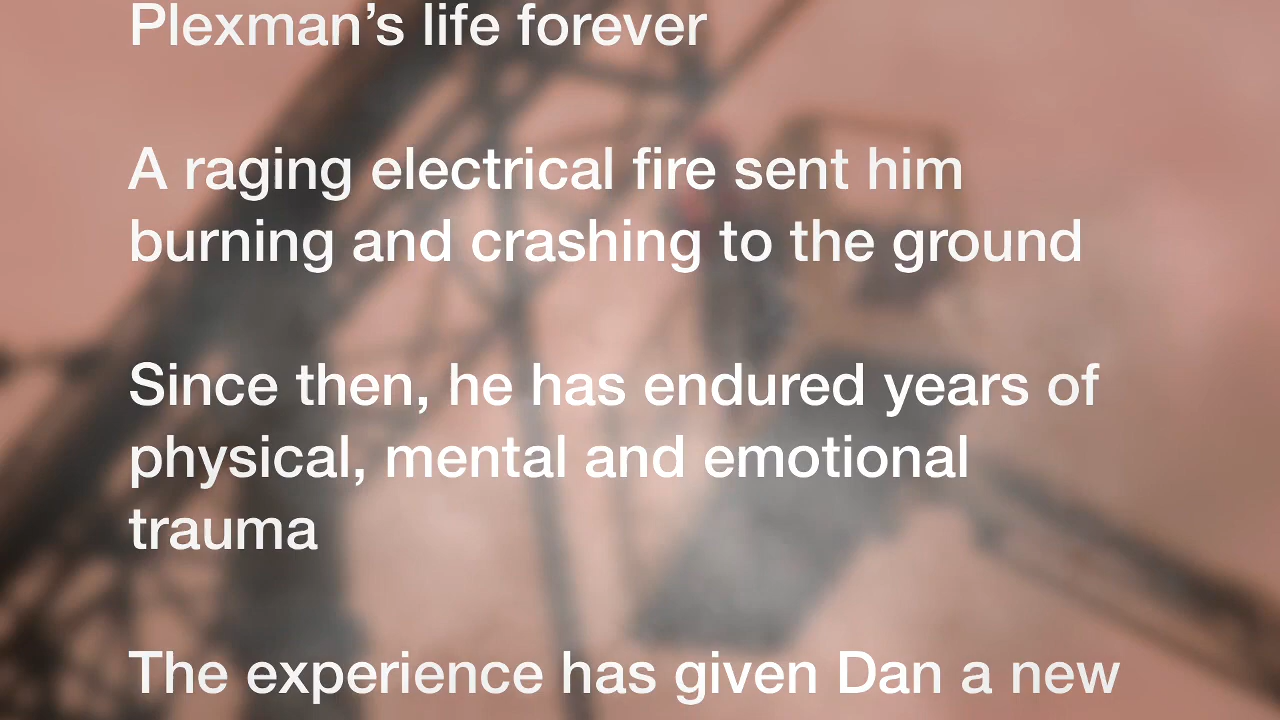 Plexman’s life forever
A raging electrical fire sent him
burning and crashing to the ground
Since then, he has endured years of
physical, mental and emotional
trauma
The experience has given Dan a new